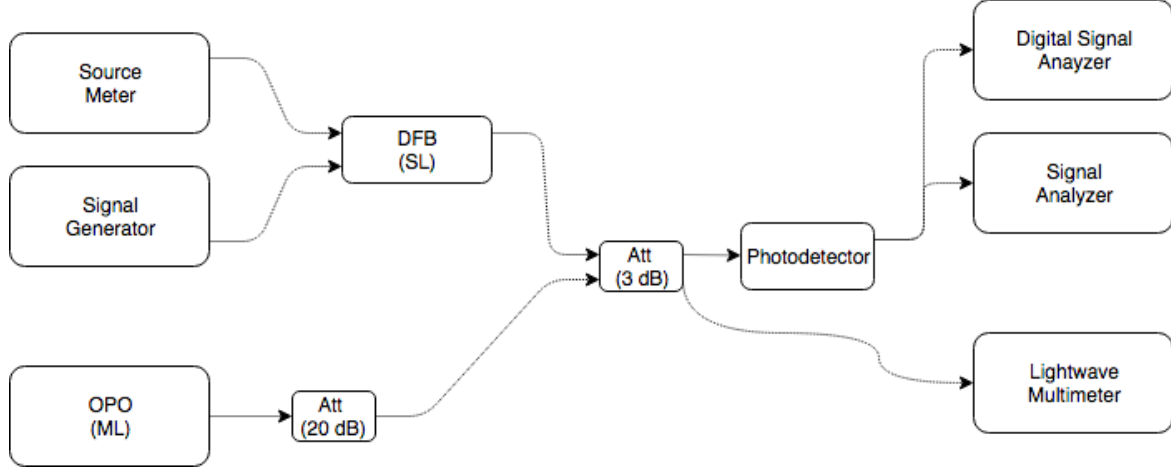 Source
Meter
Signal
Generator
DFB
(SL)
OPO
(ML)
Att
(20 dB)
Att
(3 dB)
Photodetector
Digital Signal
Anayzer
Signal
Analyzer
Lightwave
Multimeter